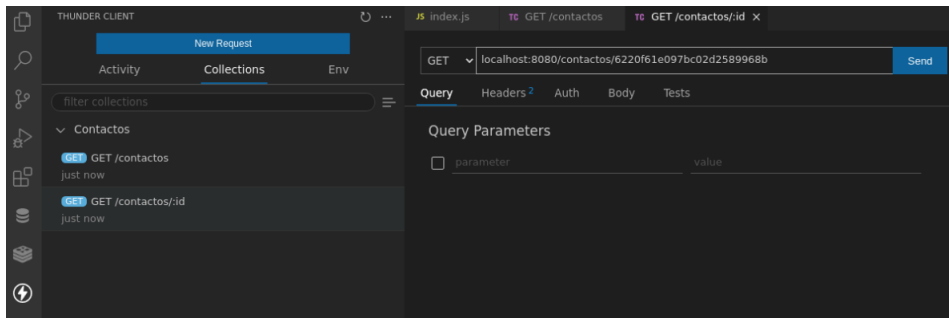 THUNDER CLIENT
New Request
Activity Collections Env
filter collections
Contactos
GET GET /contactos
just now
GET GET /contactos/:id
just now
JS index.js TC GET /contactos TC GET /contactos/:id ×
GET localhost:8080/contactos/6220f61e097bc02d2589968b Send
Query Headers 2 Auth Body Tests
Query Parameters
parameter value